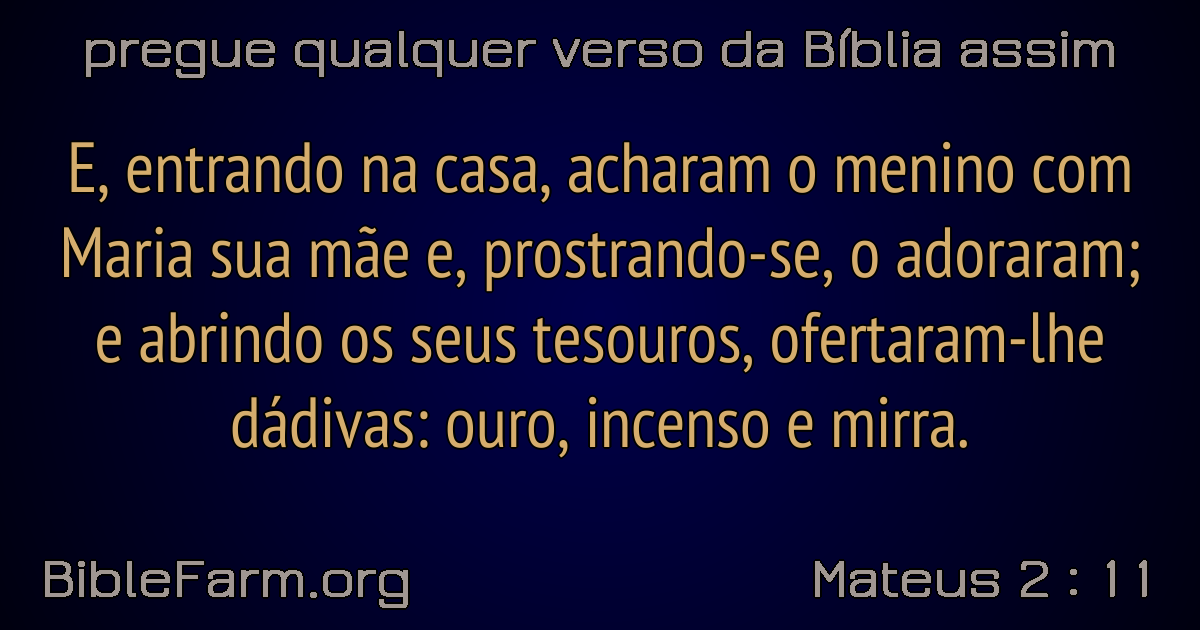 pregue qualquer verso da Bíblia assim
E, entrando na casa, acharam o menino com
Maria sua mãe e, prostrando-se, o adoraram;
e abrindo os seus tesouros, ofertaram-lhe
dádivas: ouro, incenso e mirra.
BibleFarm.org
Mateus 2 : 11